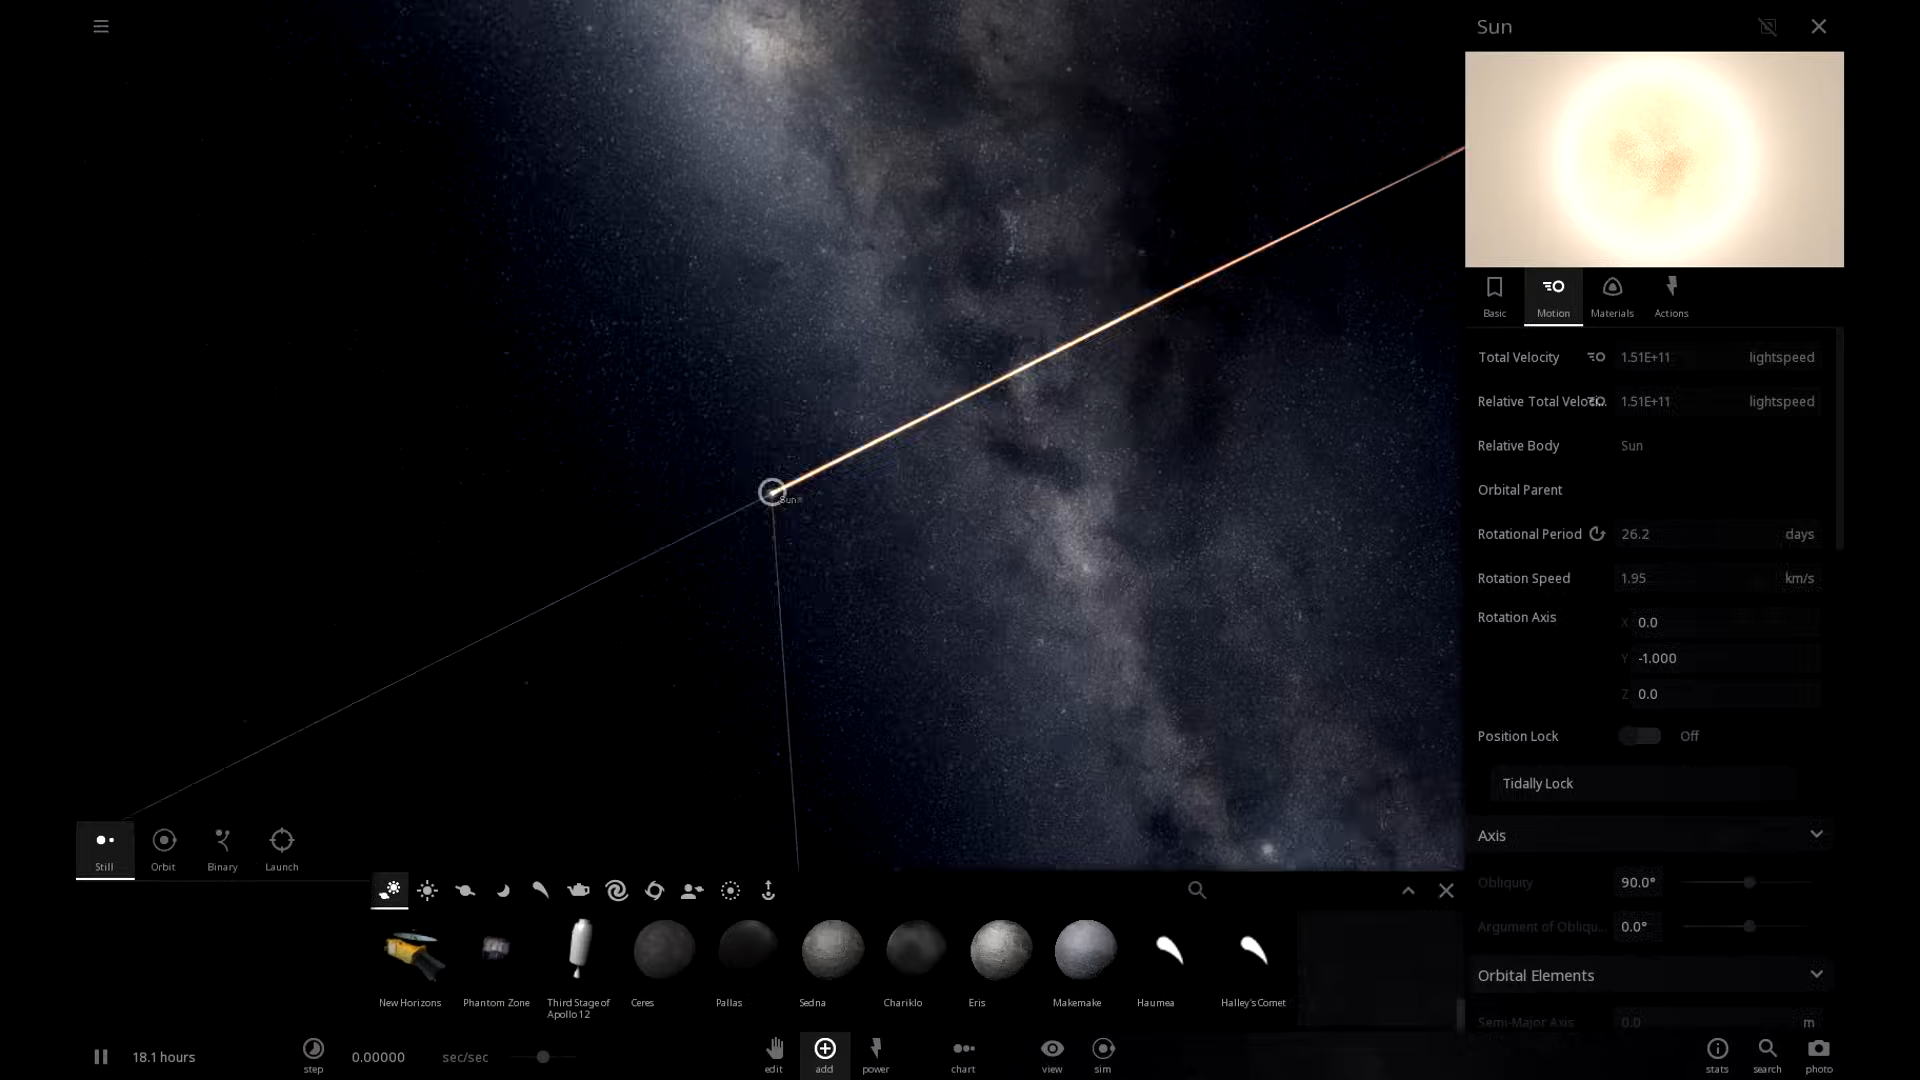 Sun
Basic
Motion
Materials
Actions
Total Velocity 1.51E+11 lightspeed
Relative Total Veloci... 1.51E+11 lightspeed
Relative Body Sun
Orbital Parent
Rotational Period 26.2 days
Rotation Speed 1.95 km/s
Rotation Axis X 0.0
Y -1.000
Z 0.0
Position Lock Off
Tidally Lock
Axis
Obliquity 90.0°
Argument of Obliqu... 0.0°
Orbital Elements
Semi-Major Axis 0.0 m
Sun
Still
Orbit
Binary
Launch
New Horizons
Phantom Zone
Third Stage of
Apollo 12
Ceres
Pallas
Sedna
Chariklo
Eris
Makemake
Haumea
Halley's Comet
18.1 hours
step
0.00000 sec/sec
edit
add
power
chart
view
sim
stats
search
photo